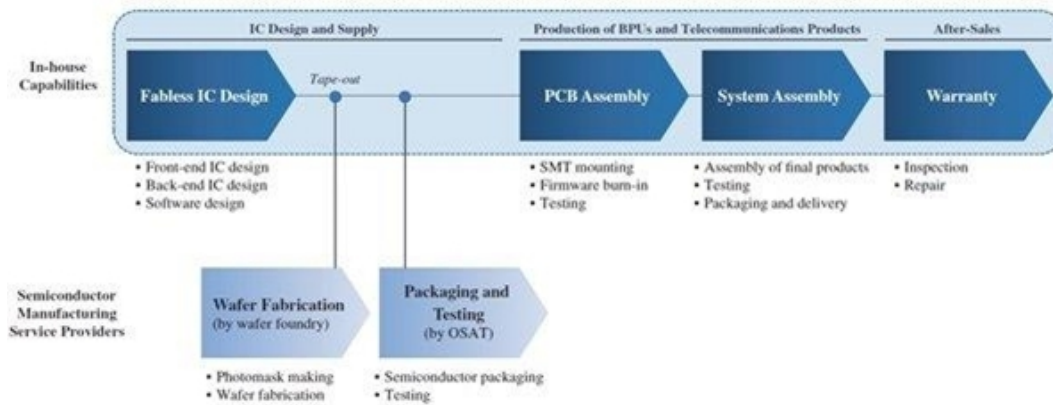 IC Design and Supply
Production of BPUs and Telecommunications Products
After-Sales
In-house
Capabilities
Fabless IC Design
Tape-out
PCB Assembly
System Assembly
Warranty
• Front-end IC design
• Back-end IC design
• Software design
• SMT mounting
• Firmware burn-in
• Testing
• Assembly of final products
• Testing
• Packaging and delivery
• Inspection
• Repair
Semiconductor
Manufacturing
Service Providers
Wafer Fabrication
(by wafer foundry)
Packaging and
Testing
(by OSAT)
• Photomask making
• Wafer fabrication
• Semiconductor packaging
• Testing